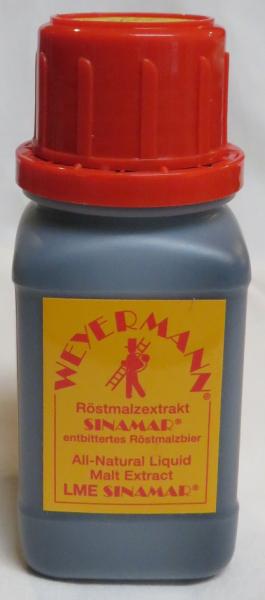 WEYERMANN®
Röstmalzextrakt
SINAMAR®
entbittertes Röstmalzbier
All-Natural Liquid
Malt Extract
LME SINAMAR®